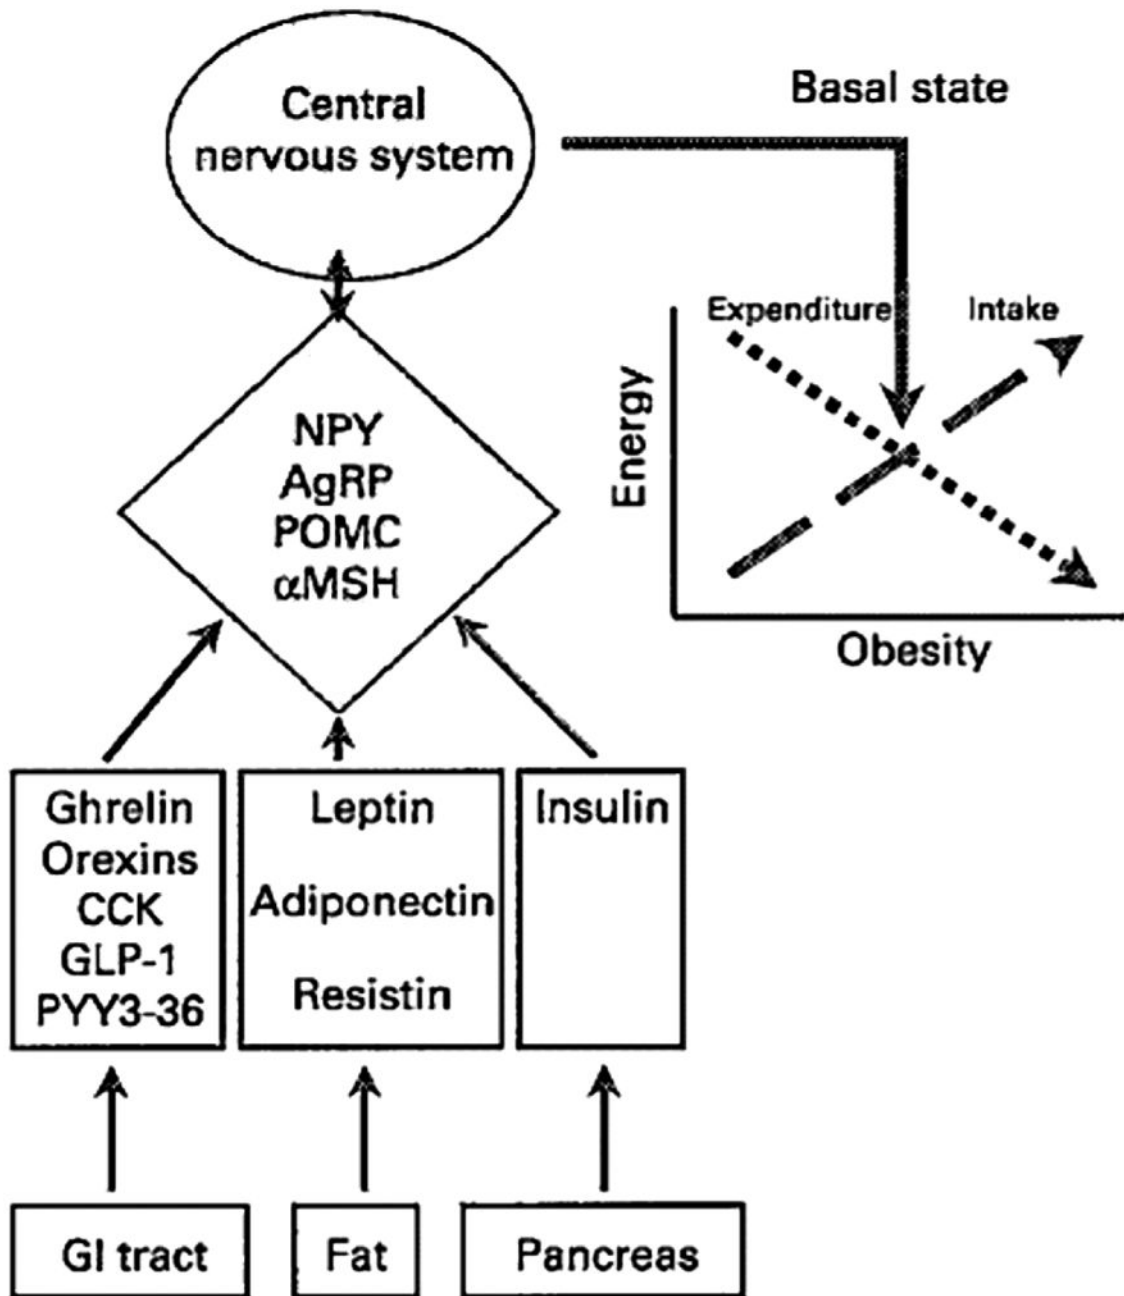 Central
nervous system
Basal state
Expenditure
Intake
Energy
Obesity
NPY
AgRP
POMC
αMSH
Ghrelin
Orexins
CCK
GLP-1
PYY3-36
Leptin
Adiponectin
Resistin
Insulin
GI tract
Fat
Pancreas